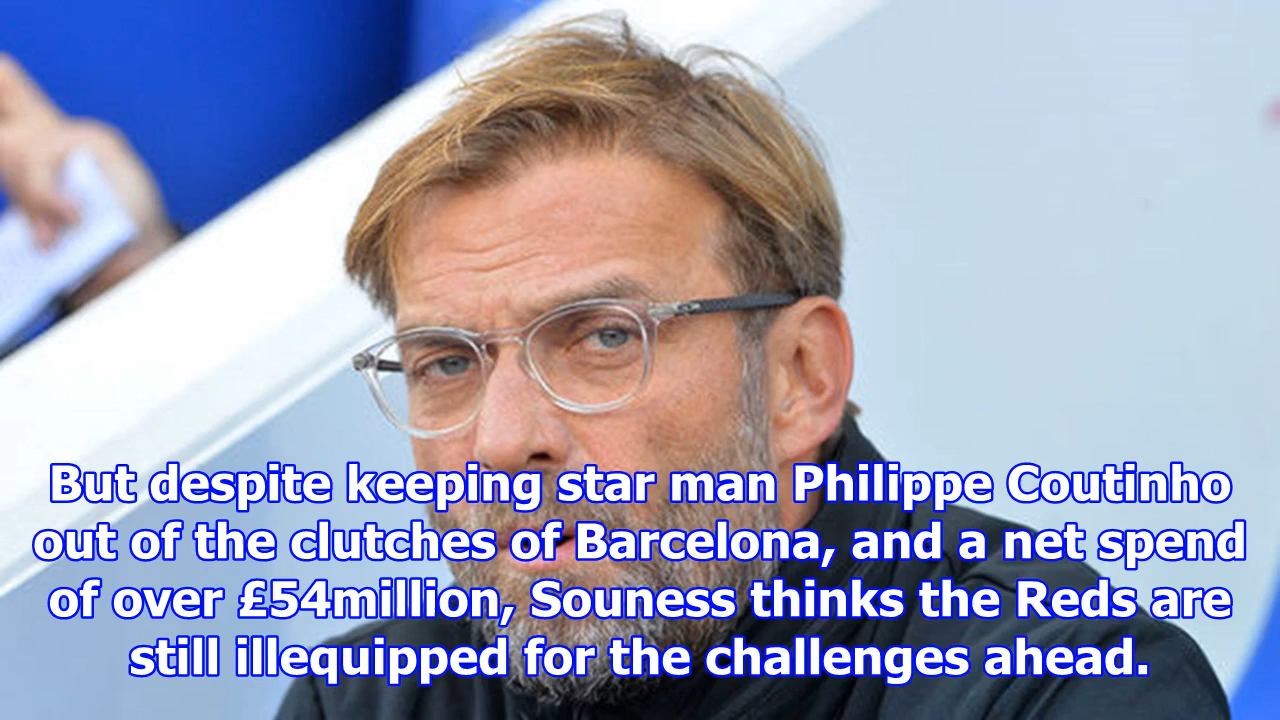 But despite keeping star man Philippe Coutinho
out of the clutches of Barcelona, and a net spend
of over £54million, Souness thinks the Reds are
still illequipped for the challenges ahead.